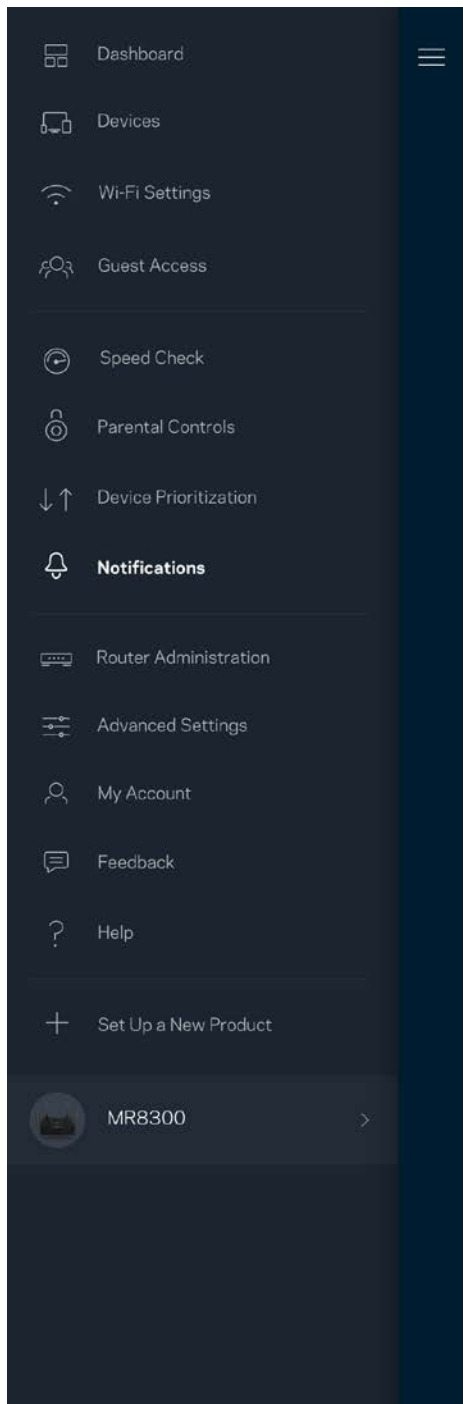 Dashboard
Devices
Wi-Fi Settings
Guest Access
Speed Check
Parental Controls
Device Prioritization
Notifications
Router Administration
Advanced Settings
My Account
Feedback
Help
Set Up a New Product
MR8300